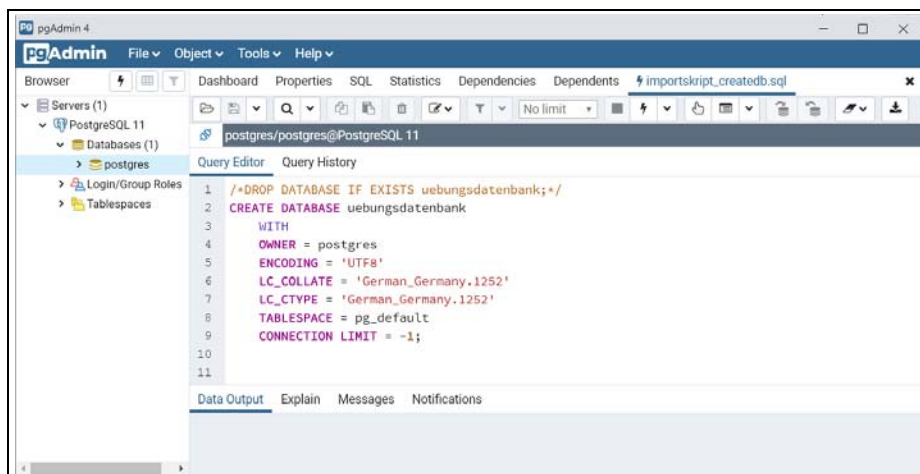 pgAdmin 4
pgAdmin File Object Tools Help
Browser
Dashboard Properties SQL Statistics Dependencies Dependents importskript_createdb.sql
Servers (1)
PostgreSQL 11
Databases (1)
postgres
Login/Group Roles
Tablespaces
No limit
postgres/postgres@PostgreSQL 11
Query Editor Query History
1 /*DROP DATABASE IF EXISTS uebungsdatenbank;*/
2 CREATE DATABASE uebungsdatenbank
3 WITH
4 OWNER = postgres
5 ENCODING = 'UTF8'
6 LC_COLLATE = 'German_Germany.1252'
7 LC_CTYPE = 'German_Germany.1252'
8 TABLESPACE = pg_default
9 CONNECTION LIMIT = -1;
10
11
Data Output Explain Messages Notifications